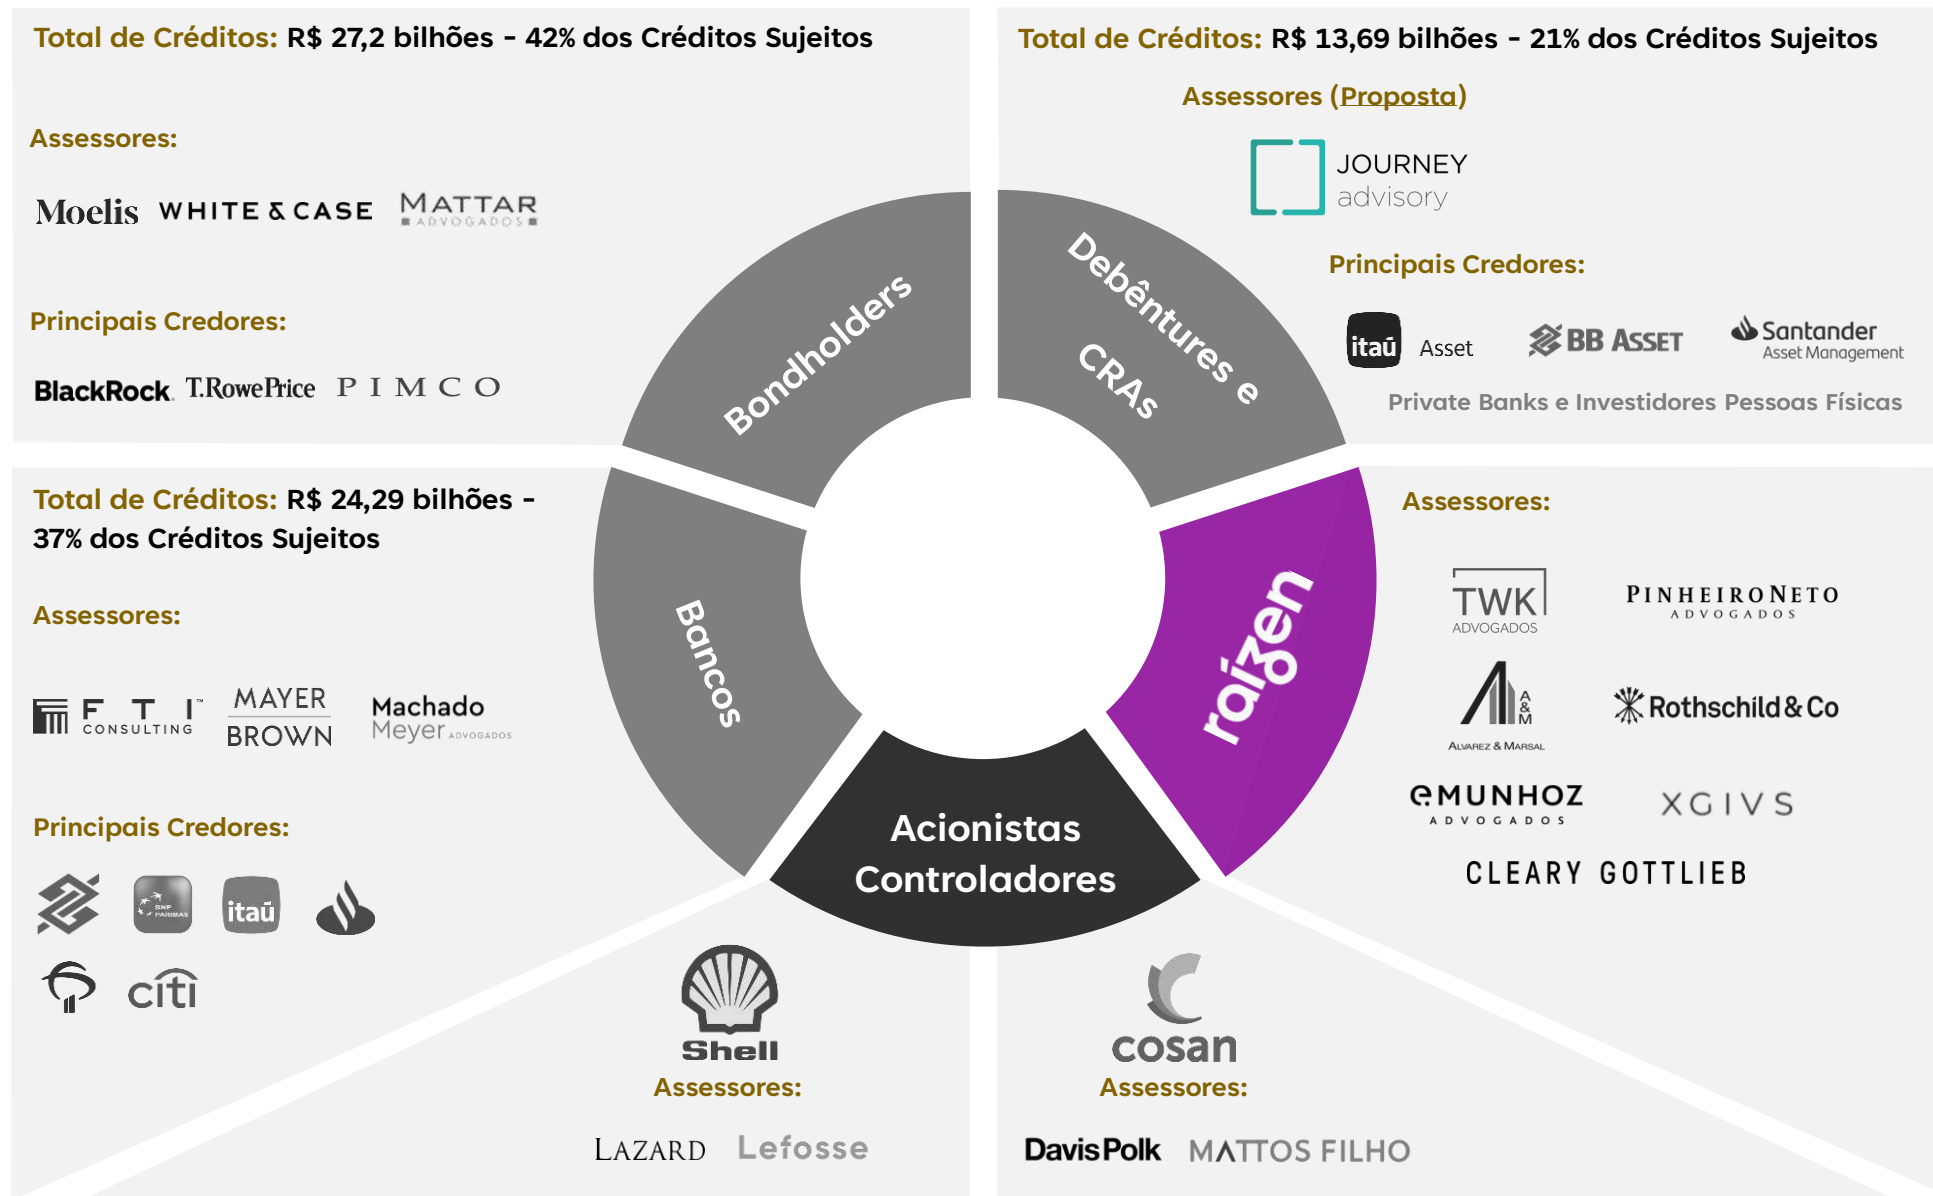 Total de Créditos: R$ 27,2 bilhões - 42% dos Créditos Sujeitos
Assessores:
Moelis WHITE & CASE MATTAR
ADVOGADOS
Principais Credores:
BlackRock. T.RowePrice PIMCO
Bondholders
Total de Créditos: R$ 13,69 bilhões - 21% dos Créditos Sujeitos
Assessores (Proposta)
JOURNEY
advisory
Principais Credores:
itaú Asset
BB ASSET
Santander
Asset Management
Private Banks e Investidores Pessoas Físicas
Debêntures e
CRAs
Total de Créditos: R$ 24,29 bilhões -
37% dos Créditos Sujeitos
Assessores:
FTI™
CONSULTING
MAYER
BROWN
Machado
Meyer ADVOGADOS
Principais Credores:
BNP
PARIBAS
itaú
citi
Bancos
raízen
Assessores:
TWK
ADVOGADOS
PINHEIRONETO
ADVOGADOS
A&M
ALVAREZ & MARSAL
Rothschild & Co
eMUNHOZ
ADVOGADOS
XGIVS
CLEARY GOTTLIEB
Acionistas
Controladores
Shell
Assessores:
LAZARD Lefosse
cosan
Assessores:
DavisPolk MATTOS FILHO